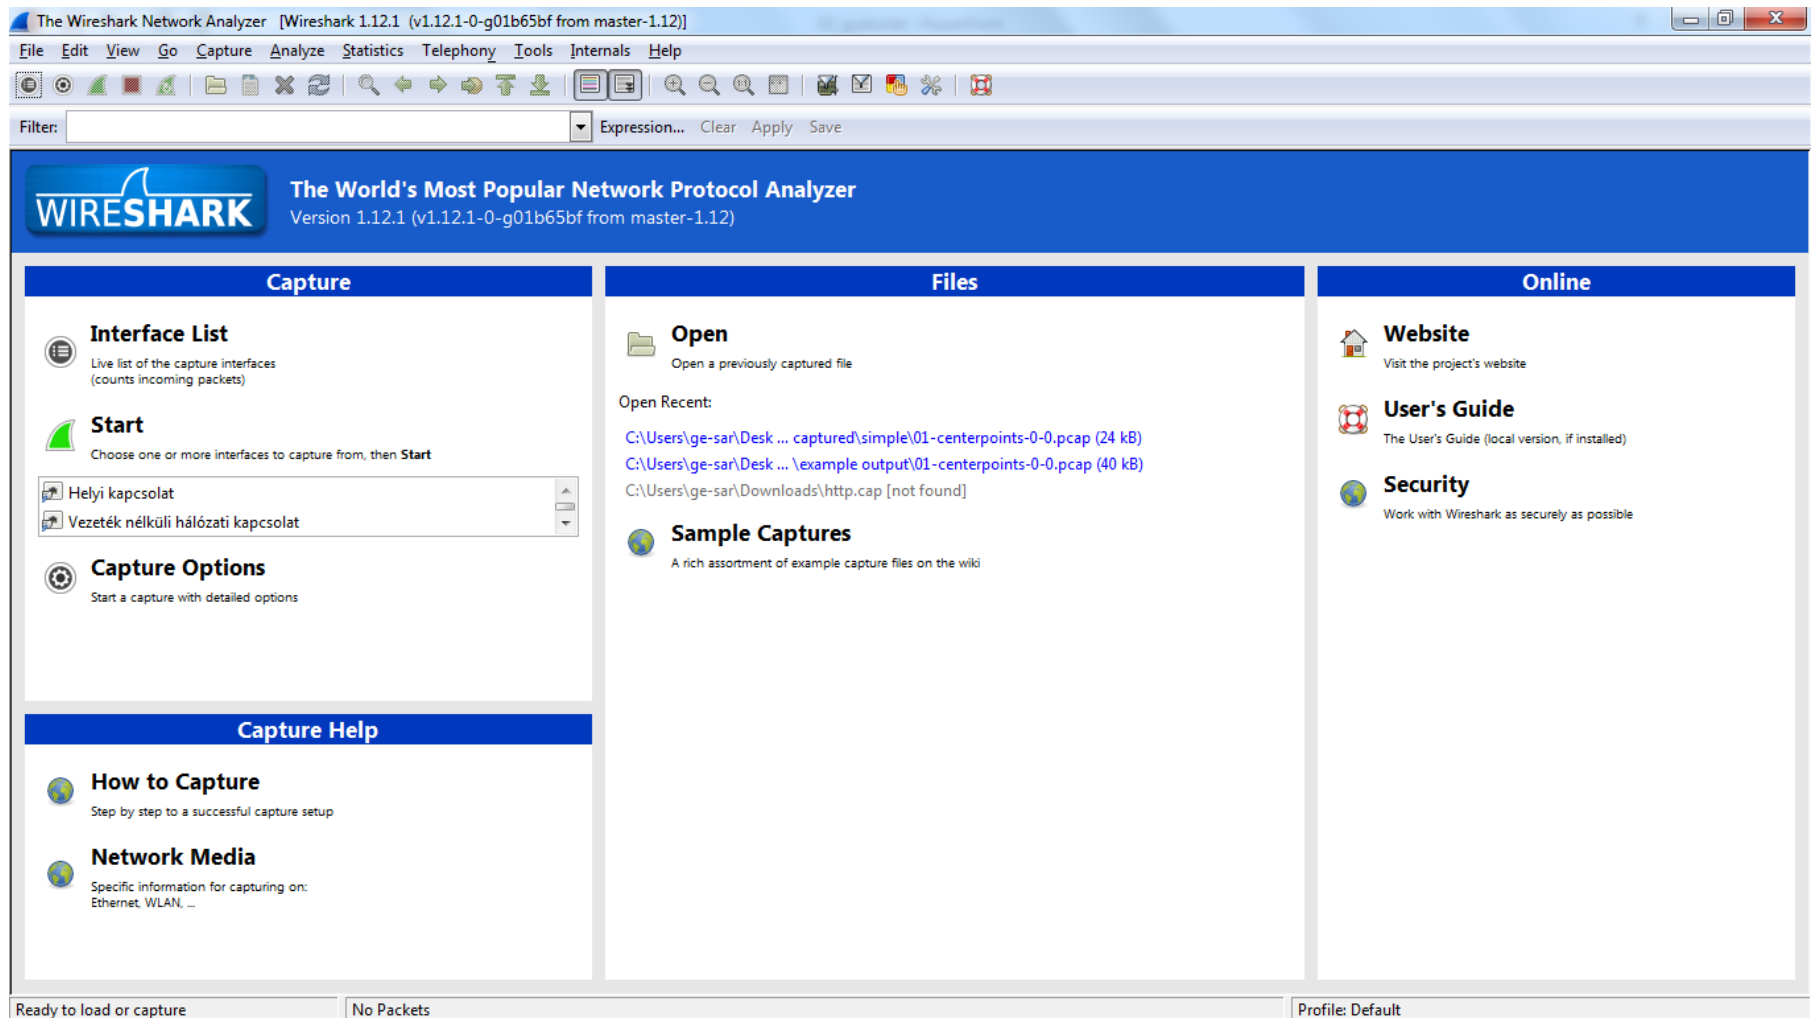 The Wireshark Network Analyzer [Wireshark 1.12.1 (v1.12.1-0-g01b65bf from master-1.12)]
File Edit View Go Capture Analyze Statistics Telephony Tools Internals Help
Filter: Expression... Clear Apply Save
WIRESHARK
The World's Most Popular Network Protocol Analyzer
Version 1.12.1 (v1.12.1-0-g01b65bf from master-1.12)
Capture
Interface List
Live list of the capture interfaces
(counts incoming packets)
Start
Choose one or more interfaces to capture from, then Start
Helyi kapcsolat
Vezeték nélküli hálózati kapcsolat
Capture Options
Start a capture with detailed options
Capture Help
How to Capture
Step by step to a successful capture setup
Network Media
Specific information for capturing on:
Ethernet, WLAN, ...
Files
Open
Open a previously captured file
Open Recent:
C:\Users\ge-sar\Desk ... captured\simple\01-centerpoints-0-0.pcap (24 kB)
C:\Users\ge-sar\Desk ... \example output\01-centerpoints-0-0.pcap (40 kB)
C:\Users\ge-sar\Downloads\http.cap [not found]
Sample Captures
A rich assortment of example capture files on the wiki
Online
Website
Visit the project's website
User's Guide
The User's Guide (local version, if installed)
Security
Work with Wireshark as securely as possible
Ready to load or capture
No Packets
Profile: Default